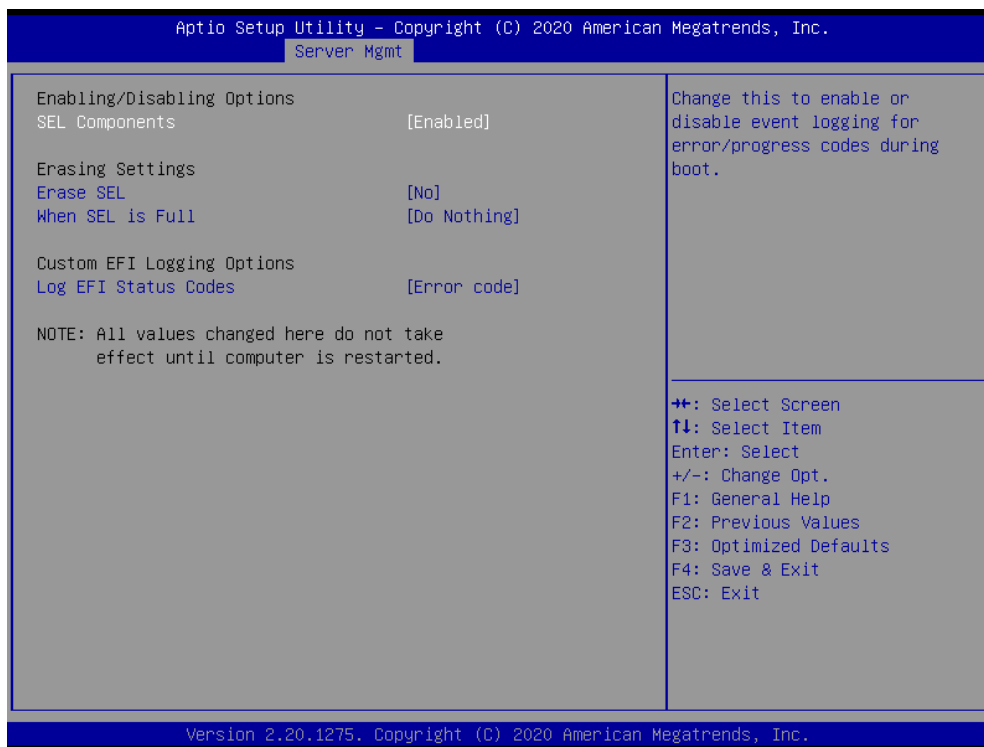 Aptio Setup Utility – Copyright (C) 2020 American Megatrends, Inc.
Server Mgmt
Enabling/Disabling Options
SEL Components [Enabled]
Erasing Settings
Erase SEL [No]
When SEL is Full [Do Nothing]
Custom EFI Logging Options
Log EFI Status Codes [Error code]
NOTE: All values changed here do not take
effect until computer is restarted.
Change this to enable or
disable event logging for
error/progress codes during
boot.
→←: Select Screen
↑↓: Select Item
Enter: Select
+/-: Change Opt.
F1: General Help
F2: Previous Values
F3: Optimized Defaults
F4: Save & Exit
ESC: Exit
Version 2.20.1275. Copyright (C) 2020 American Megatrends, Inc.